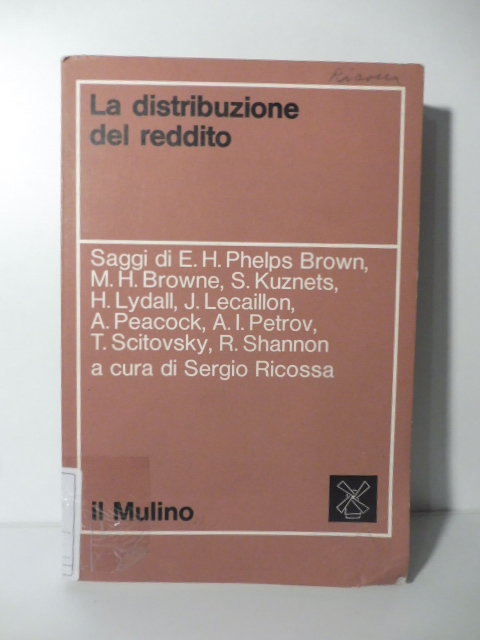 La distribuzione
del reddito
Saggi di E. H. Phelps Brown,
M. H. Browne, S. Kuznets,
H. Lydall, J. Lecaillon,
A. Peacock, A. I. Petrov,
T. Scitovsky, R. Shannon
a cura di Sergio Ricossa
il Mulino